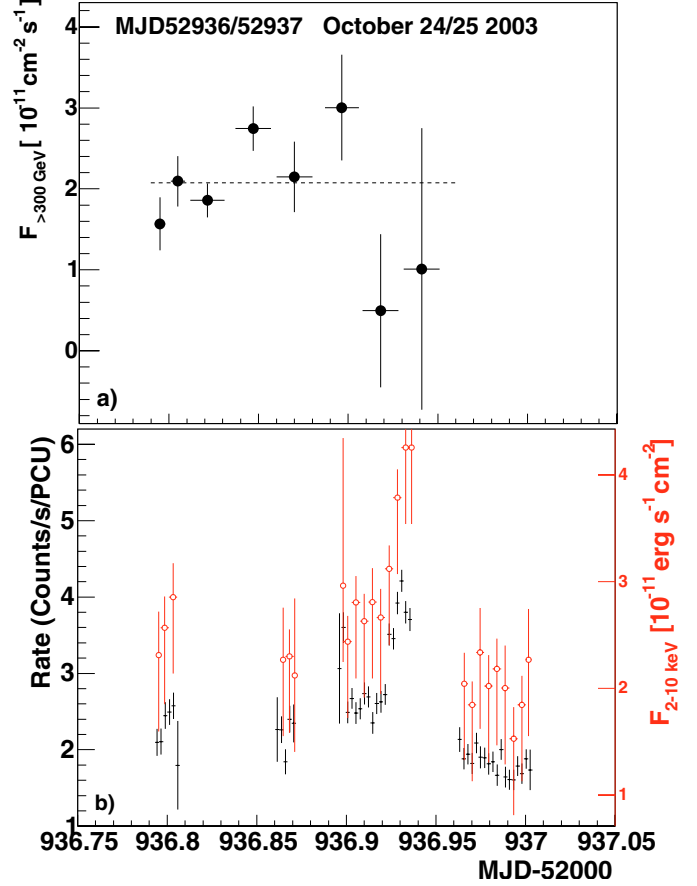 MJD52936/52937 October 24/25 2003
F >300 GeV [ 10^-11 cm^-2 s^-1 ]
4
3
2
1
0
a)
Rate (Counts/s/PCU)
6
5
4
3
2
1
b)
F 2-10 keV [10^-11 erg s^-1 cm^-2]
4
3
2
1
936.75 936.8 936.85 936.9 936.95 937 937.05
MJD-52000